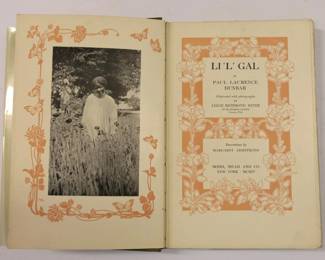 LI'L' GAL
BY
PAUL LAURENCE
DUNBAR
Illustrated with photographs
BY
LEIGH RICHMOND MINER
Decorations by
MARGARET ARMSTRONG
DODD, MEAD AND CO.
NEW YORK MCMIV